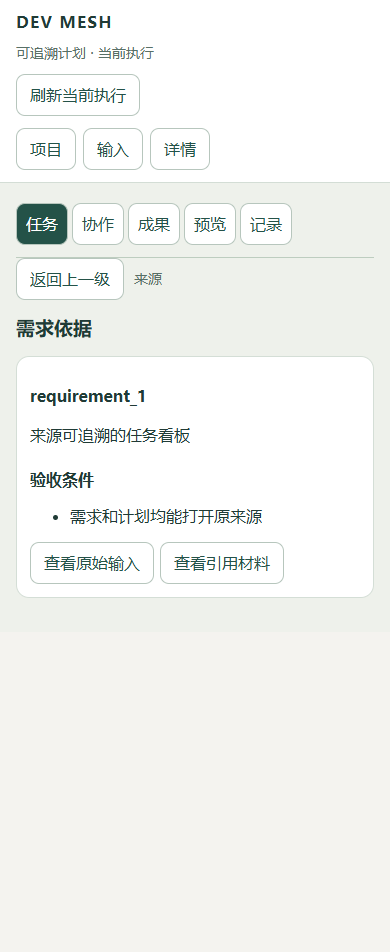 DEV MESH
可追溯计划 · 当前执行
刷新当前执行
项目 输入 详情
任务 协作 成果 预览 记录
返回上一级 来源
需求依据
requirement_1
来源可追溯的任务看板
验收条件
• 需求和计划均能打开原来源
查看原始输入 查看引用材料